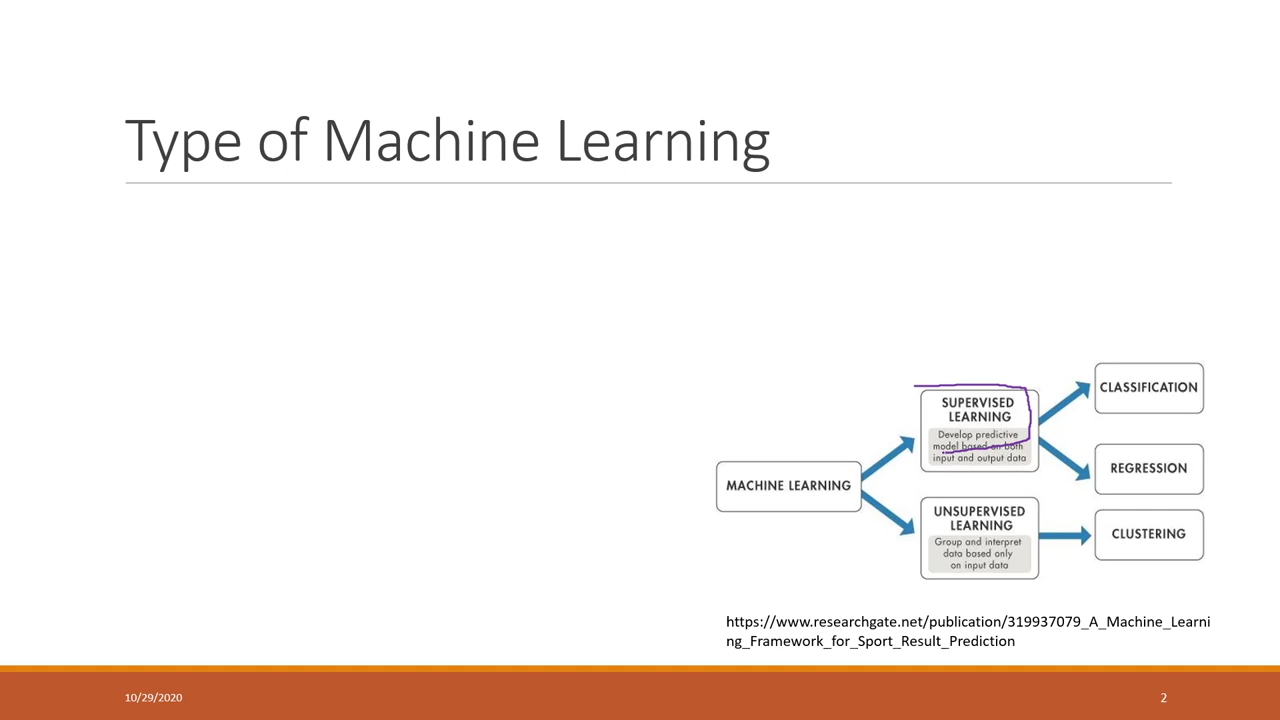 Type of Machine Learning
MACHINE LEARNING
SUPERVISED
LEARNING
Develop predictive
model based on both
input and output data
CLASSIFICATION
REGRESSION
UNSUPERVISED
LEARNING
Group and interpret
data based only
on input data
CLUSTERING
https://www.researchgate.net/publication/319937079_A_Machine_Learni
ng_Framework_for_Sport_Result_Prediction
10/29/2020
2